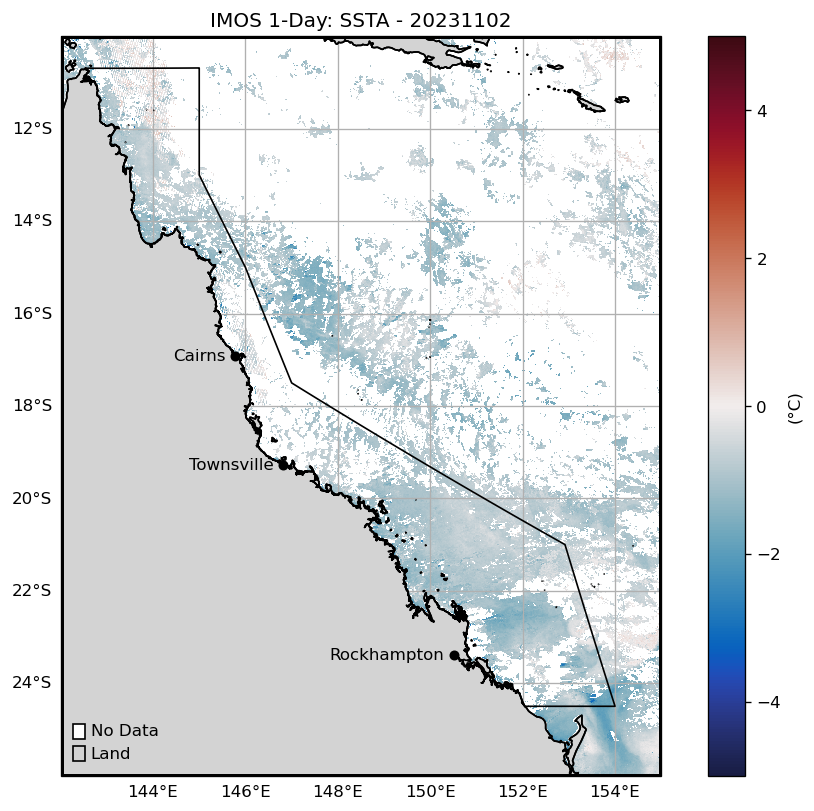 IMOS 1-Day: SSTA - 20231102
12°S
14°S
16°S
18°S
20°S
22°S
24°S
Cairns
Townsville
Rockhampton
No Data
Land
144°E 146°E 148°E 150°E 152°E 154°E
4
2
0
−2
−4
(°C)